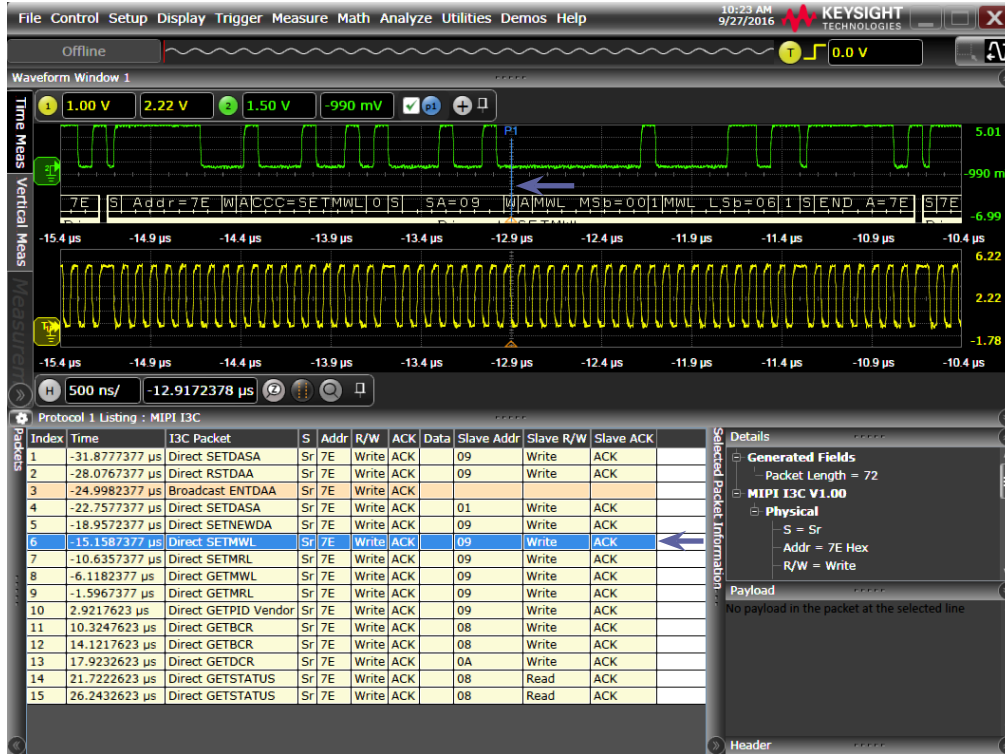 File Control Setup Display Trigger Measure Math Analyze Utilities Demos Help
10:23 AM
9/27/2016
KEYSIGHT
TECHNOLOGIES
Offline
T 0.0 V
Waveform Window 1
Time Meas
Vertical Meas
Measurem
1 1.00 V 2.22 V 2 1.50 V -990 mV p1
P1
5.01
-990 m
-6.99
7E S Addr=7E W A CCC=SETMWL 0 S SA=09 W A MWL MSb=00 1 MWL LSb=06 1 S END A=7E S 7E
-15.4 µs -14.9 µs -14.4 µs -13.9 µs -13.4 µs -12.9 µs -12.4 µs -11.9 µs -11.4 µs -10.9 µs -10.4 µs
6.22
2.22
-1.78
-15.4 µs -14.9 µs -14.4 µs -13.9 µs -13.4 µs -12.9 µs -12.4 µs -11.9 µs -11.4 µs -10.9 µs -10.4 µs
H 500 ns/ -12.9172378 µs
Protocol 1 Listing : MIPI I3C
Packets
Index Time I3C Packet S Addr R/W ACK Data Slave Addr Slave R/W Slave ACK
1 -31.8777377 µs Direct SETDASA Sr 7E Write ACK 09 Write ACK
2 -28.0767377 µs Direct RSTDAA Sr 7E Write ACK 09 Write ACK
3 -24.9982377 µs Broadcast ENTDAA Sr 7E Write ACK
4 -22.7577377 µs Direct SETDASA Sr 7E Write ACK 01 Write ACK
5 -18.9572377 µs Direct SETNEWDA Sr 7E Write ACK 09 Write ACK
6 -15.1587377 µs Direct SETMWL Sr 7E Write ACK 09 Write ACK
7 -10.6357377 µs Direct SETMRL Sr 7E Write ACK 09 Write ACK
8 -6.1182377 µs Direct GETMWL Sr 7E Write ACK 09 Write ACK
9 -1.5967377 µs Direct GETMRL Sr 7E Write ACK 09 Write ACK
10 2.9217623 µs Direct GETPID Vendor Sr 7E Write ACK 08 Write ACK
11 10.3247623 µs Direct GETBCR Sr 7E Write ACK 08 Write ACK
12 14.1217623 µs Direct GETBCR Sr 7E Write ACK 08 Write ACK
13 17.9232623 µs Direct GETDCR Sr 7E Write ACK 0A Write ACK
14 21.7222623 µs Direct GETSTATUS Sr 7E Write ACK 08 Read ACK
15 26.2432623 µs Direct GETSTATUS Sr 7E Write ACK 08 Read ACK
Selected Packet Information
Details
Generated Fields
Packet Length = 72
MIPI I3C V1.00
Physical
S = Sr
Addr = 7E Hex
R/W = Write
Payload
No payload in the packet at the selected line
Header